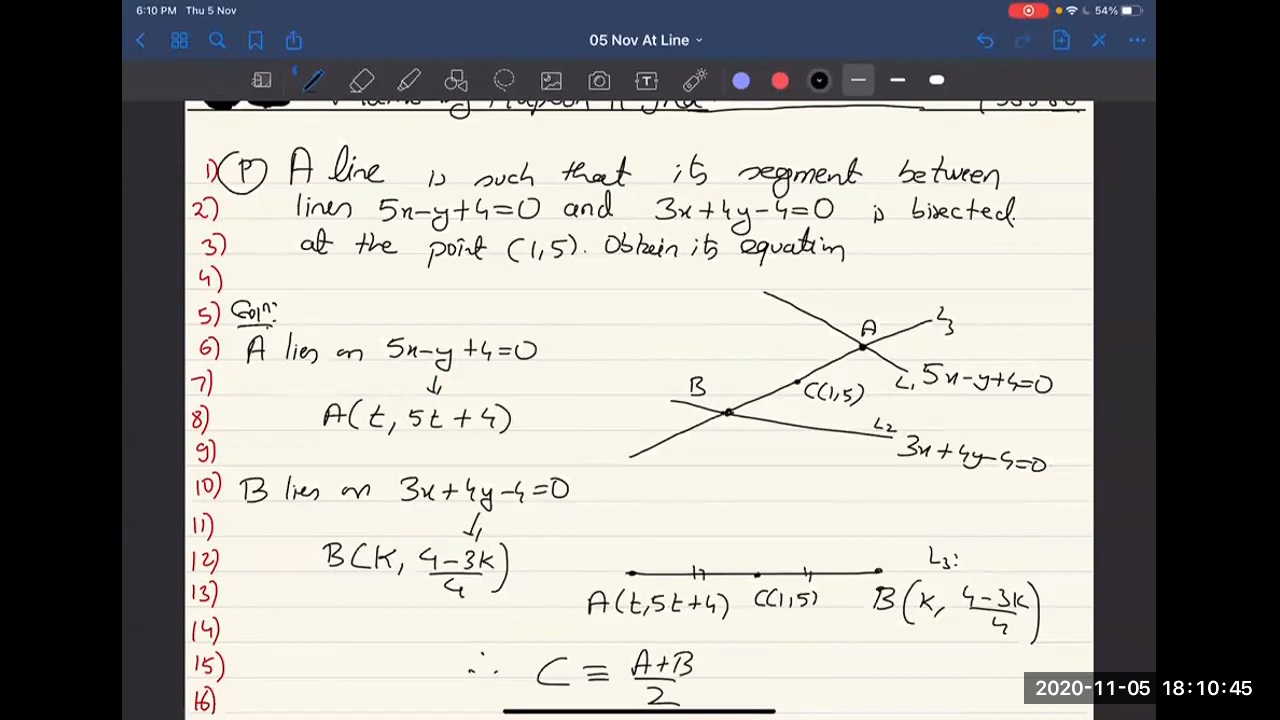 6:10 PM Thu 5 Nov
54%
05 Nov At Line
T
1) (P) A line is such that its segment between
2) lines 5x-y+4=0 and 3x+4y-4=0 is bisected.
3) at the point (1,5). Obtain its equation
4)
5) Soln:
6) A lies on 5x-y+4=0
7) ↓
8) A(t, 5t+4)
9)
10) B lies on 3x+4y-4=0
11) ↓
12) B(K, (4-3K)/4)
13)
14)
15) ∴ C ≡ (A+B)/2
16)
A
L3
B
C(1,5)
L1 5x-y+4=0
L2
3x+4y-4=0
L3:
A(t,5t+4) C(1,5) B(K, (4-3K)/4)
2020-11-05 18:10:45